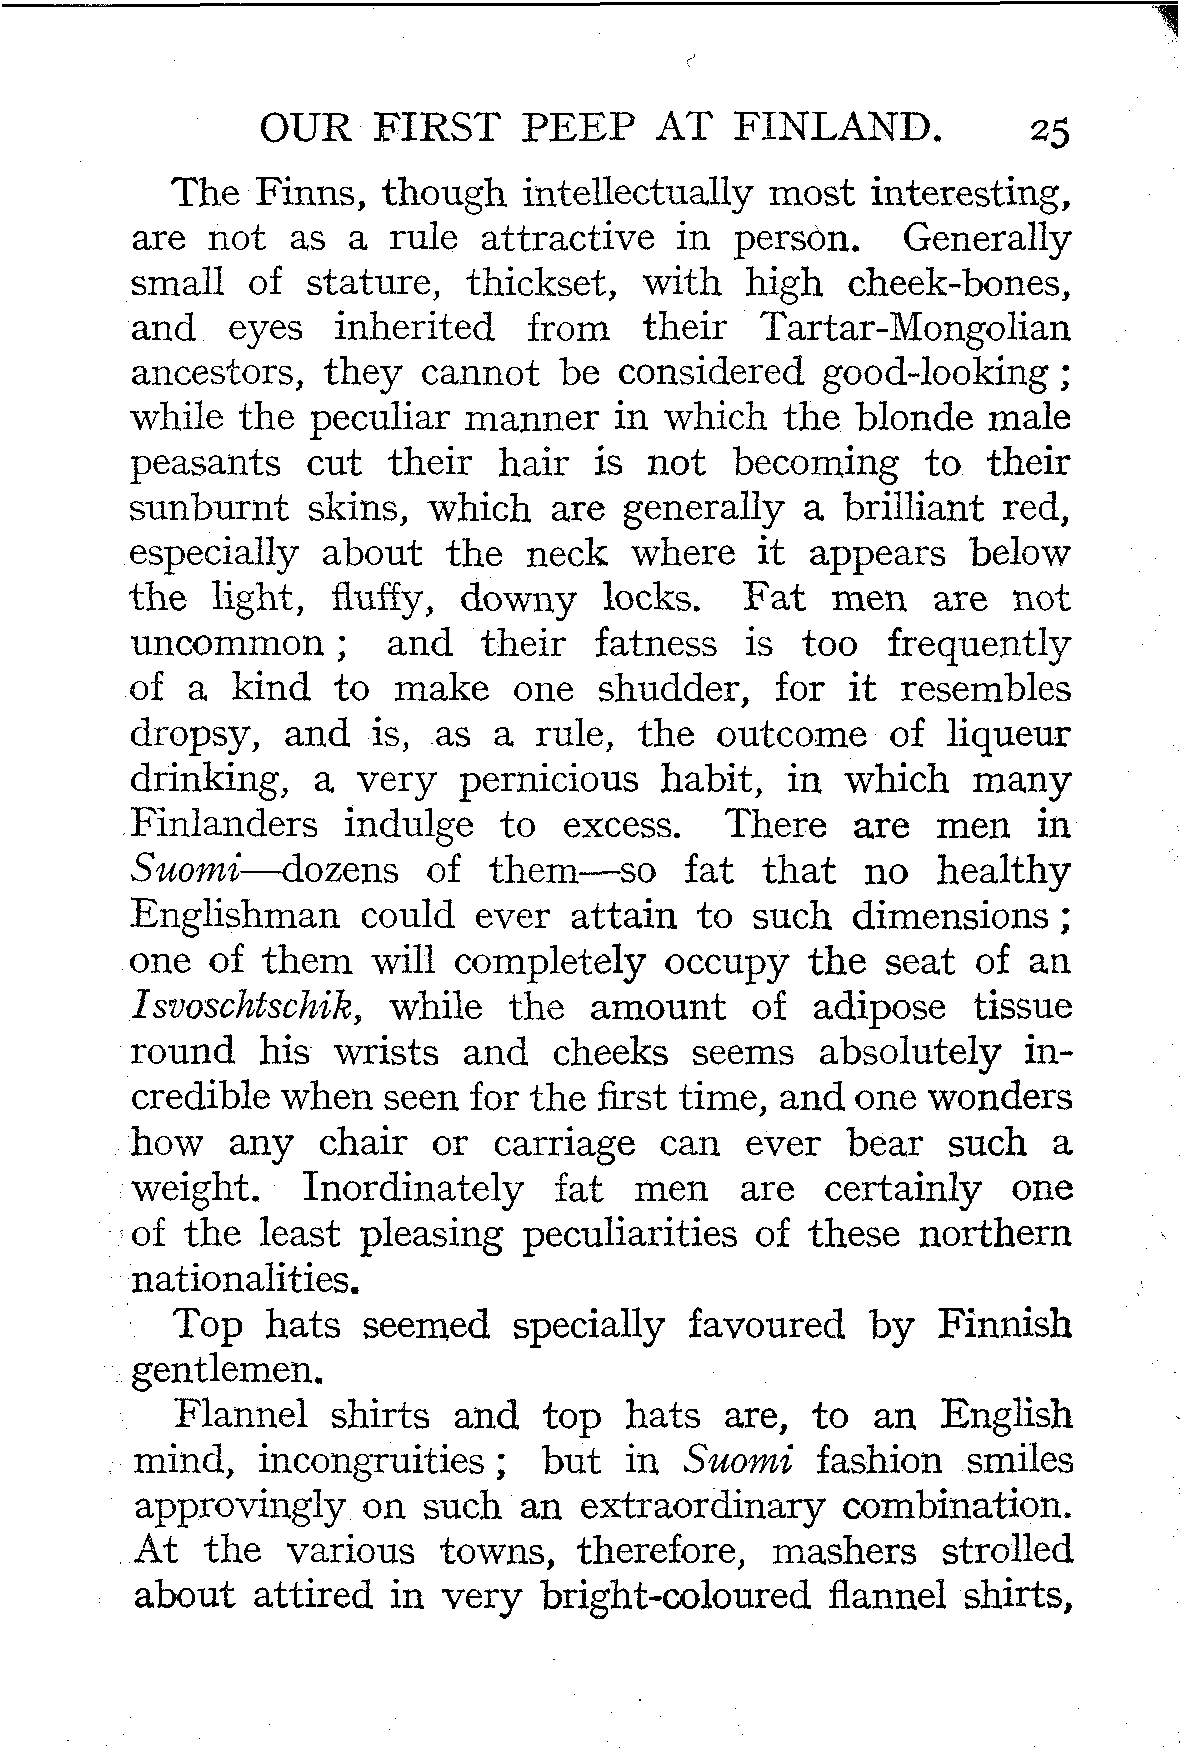 OUR FIRST PEEP AT FINLAND. 25
The Finns, though intellectually most interesting,
are not as a rule attractive in person. Generally
small of stature, thickset, with high cheek-bones,
and eyes inherited from their Tartar-Mongolian
ancestors, they cannot be considered good-looking ;
while the peculiar manner in which the blonde male
peasants cut their hair is not becoming to their
sunburnt skins, which are generally a brilliant red,
especially about the neck where it appears below
the light, fluffy, downy locks. Fat men are not
uncommon ; and their fatness is too frequently
of a kind to make one shudder, for it resembles
dropsy, and is, as a rule, the outcome of liqueur
drinking, a very pernicious habit, in which many
Finlanders indulge to excess. There are men in
Suomi—dozens of them—so fat that no healthy
Englishman could ever attain to such dimensions ;
one of them will completely occupy the seat of an
Isvoschtschik, while the amount of adipose tissue
round his wrists and cheeks seems absolutely in-
credible when seen for the first time, and one wonders
how any chair or carriage can ever bear such a
weight. Inordinately fat men are certainly one
of the least pleasing peculiarities of these northern
nationalities.
Top hats seemed specially favoured by Finnish
gentlemen.
Flannel shirts and top hats are, to an English
mind, incongruities ; but in Suomi fashion smiles
approvingly on such an extraordinary combination.
At the various towns, therefore, mashers strolled
about attired in very bright-coloured flannel shirts,